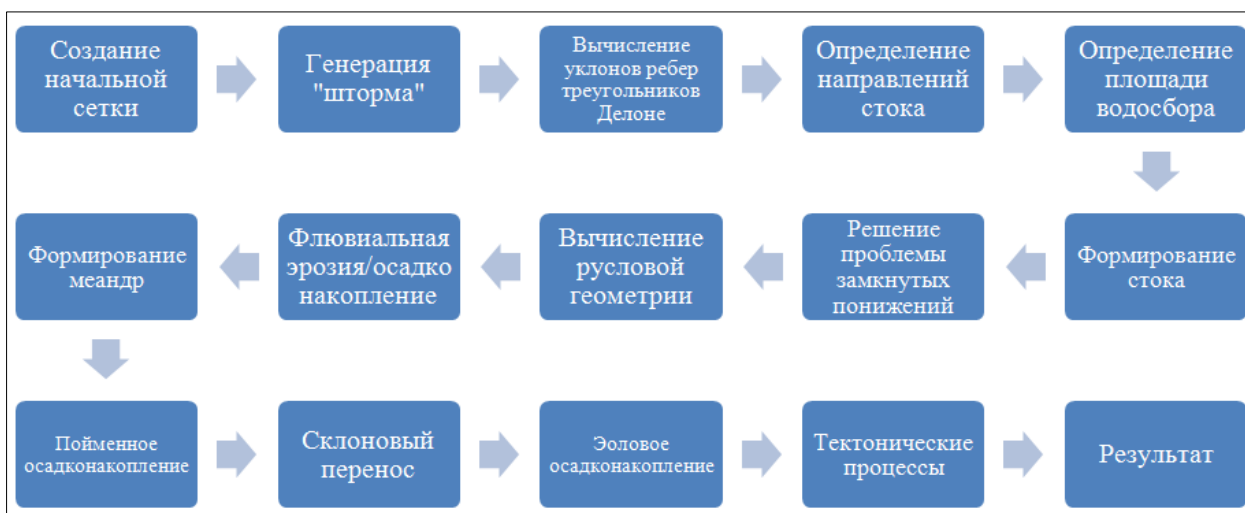 Создание
начальной
сетки
Генерация
"шторма"
Вычисление
уклонов ребер
треугольников
Делоне
Определение
направлений
стока
Определение
площади
водосбора
Формирование
стока
Решение
проблемы
замкнутых
понижений
Вычисление
русловой
геометрии
Флювиальная
эрозия/осадко
накопление
Формирование
меандр
Пойменное
осадконакопление
Склоновый
перенос
Эоловое
осадконакопление
Тектонические
процессы
Результат